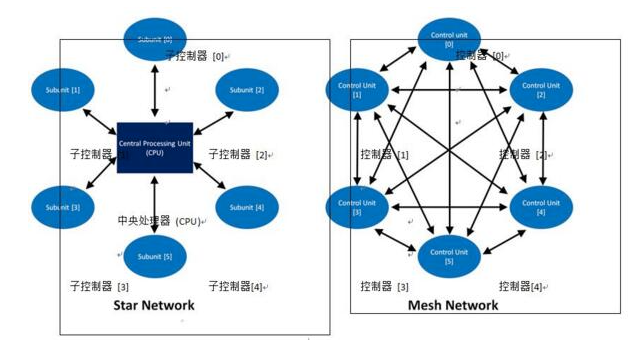 Subunit [0]
子控制器 [0]
Subunit [1]
Subunit [2]
Central Processing Unit
(CPU)
子控制器
子控制器 [2]
Subunit [3]
Subunit [4]
中央处理器 (CPU)
Subunit [5]
子控制器 [3]
子控制器[4]
Star Network
Control unit
[0]
控制器 [0]
Control Unit
[1]
Control Unit
[2]
控制器 [1]
控制器 [2]
Control Unit
[3]
Control Unit
[4]
Control Unit
[5]
控制器 [3]
控制器[4]
Mesh Network